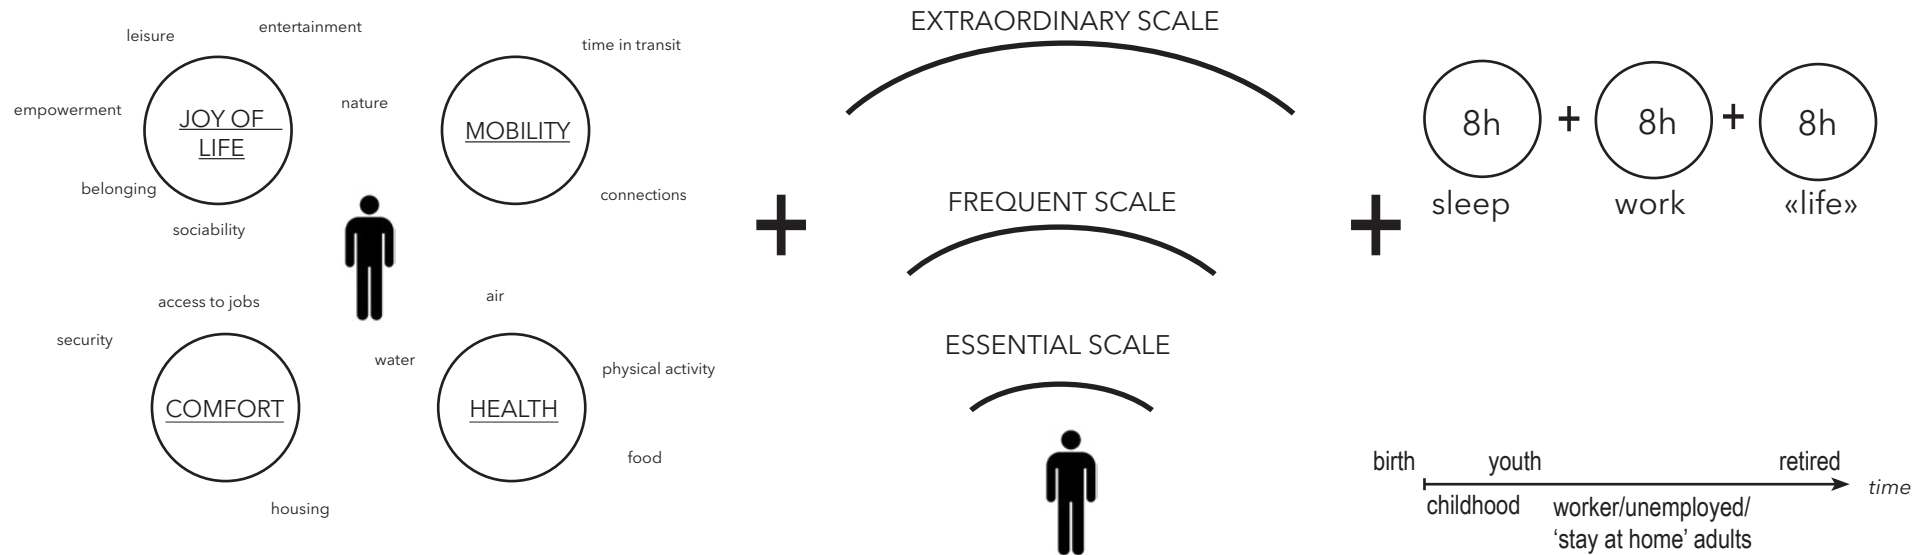 leisure
entertainment
empowerment
JOY OF
LIFE
nature
belonging
sociability
time in transit
MOBILITY
connections
access to jobs
security
COMFORT
housing
air
water
physical activity
HEALTH
food
+
EXTRAORDINARY SCALE
FREQUENT SCALE
ESSENTIAL SCALE
+
8h + 8h + 8h
sleep work «life»
birth youth retired
time
childhood worker/unemployed/
'stay at home' adults